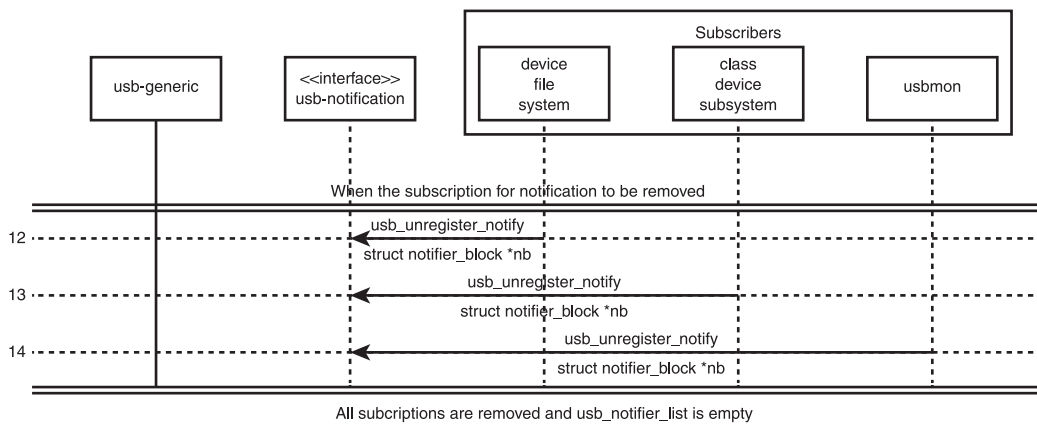 Subscribers
usb-generic
<<interface>>
usb-notification
device
file
system
class
device
subsystem
usbmon
When the subscription for notification to be removed
usb_unregister_notify
12
struct notifier_block *nb
usb_unregister_notify
13
struct notifier_block *nb
usb_unregister_notify
14
struct notifier_block *nb
All subcriptions are removed and usb_notifier_list is empty